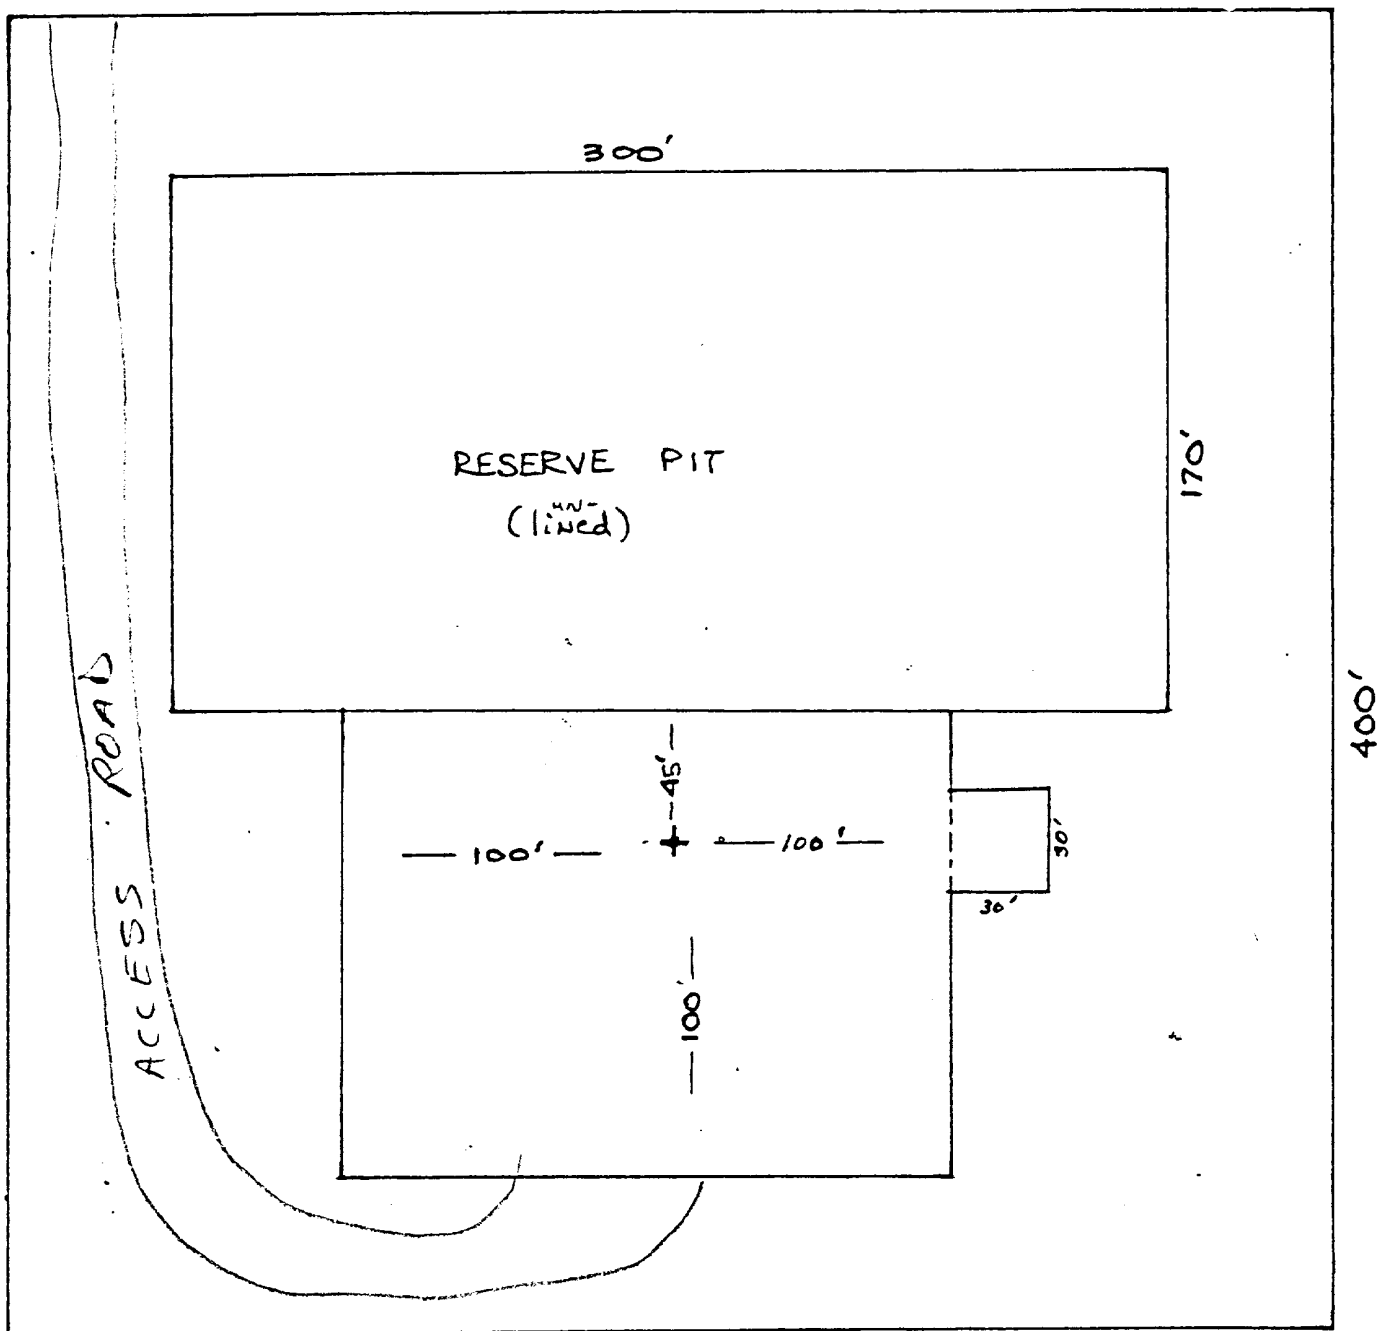 300'
RESERVE PIT
un-
(lined)
170'
ACCESS ROAD
400'
45'
100'
100'
30'
30'
100'